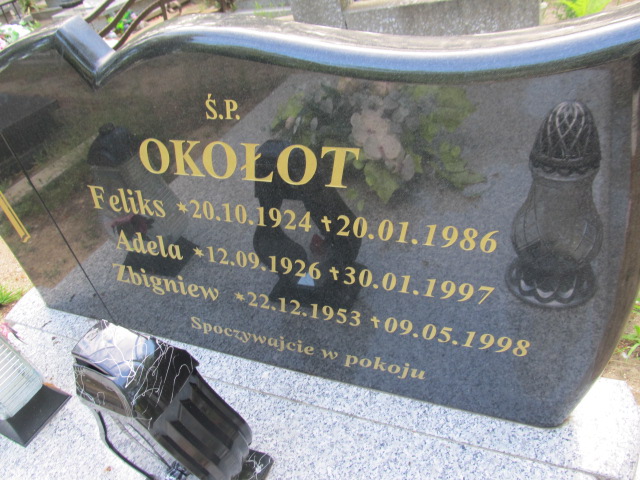 Ś.P.
OKOŁOT
Feliks *20.10.1924 †20.01.1986
Adela *12.09.1926 †30.01.1997
Zbigniew *22.12.1953 †09.05.1998
Spoczywajcie w pokoju